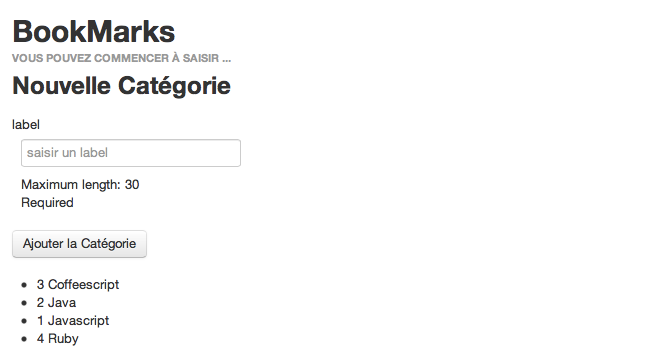 BookMarks
VOUS POUVEZ COMMENCER À SAISIR ...
Nouvelle Catégorie
label
saisir un label
Maximum length: 30
Required
Ajouter la Catégorie
3 Coffeescript
2 Java
1 Javascript
4 Ruby